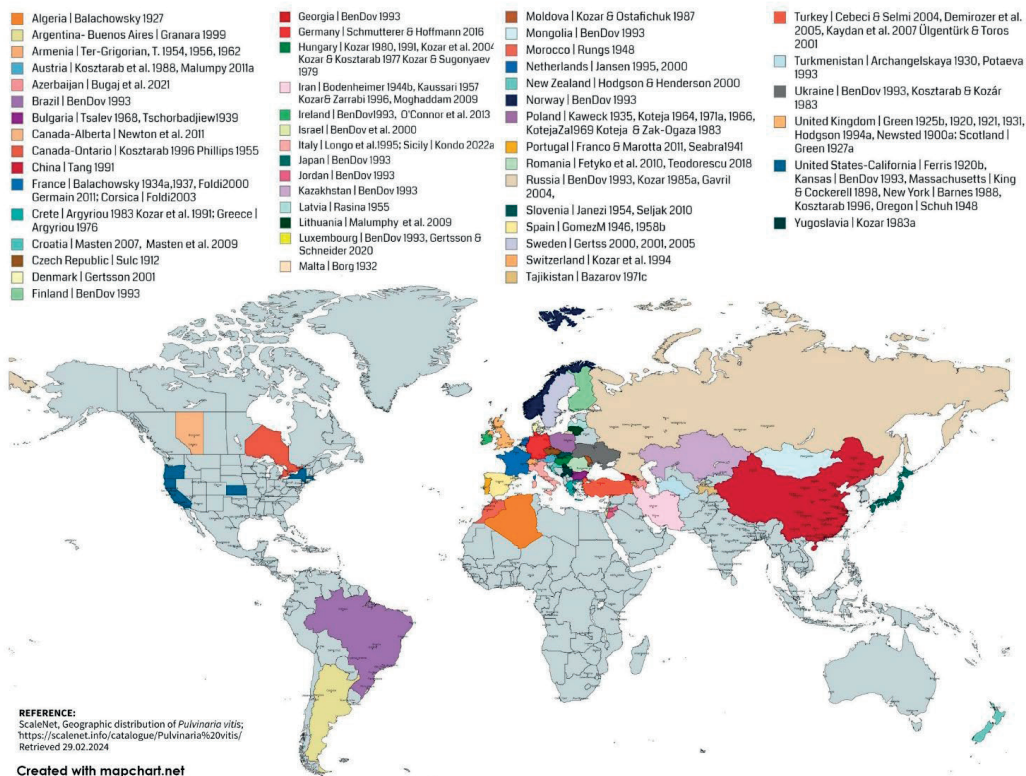 Algeria | Balachowsky 1927
Argentina- Buenos Aires | Granara 1999
Armenia | Ter-Grigorian, T. 1954, 1956, 1962
Austria | Kosztarab et al. 1988, Malumpy 2011a
Azerbaijan | Bugaj et al. 2021
Brazil | BenDov 1993
Bulgaria | Tsalev 1968, Tschorbadjiew1939
Canada-Alberta | Newton et al. 2011
Canada-Ontario | Kosztarab 1996 Phillips 1955
China | Tang 1991
France | Balachowsky 1934a,1937, Foldi2000
Germain 2011; Corsica | Foldi2003
Crete | Argyriou 1983 Kozar et al. 1991; Greece |
Argyriou 1976
Croatia | Masten 2007, Masten et al. 2009
Czech Republic | Sulc 1912
Denmark | Gertsson 2001
Finland | BenDov 1993
Georgia | BenDov 1993
Germany | Schmutterer & Hoffmann 2016
Hungary | Kozar 1980, 1991, Kozar et al. 2004
Kozar & Kosztarab 1977 Kozar & Sugonyaev
1979
Iran | Bodenheimer 1944b, Kaussari 1957
Kozar& Zarrabi 1996, Moghaddam 2009
Ireland | BenDov1993, O'Connor et al. 2013
Israel | BenDov et al. 2000
Italy | Longo et al.1995; Sicily | Kondo 2022a
Japan | BenDov 1993
Jordan | BenDov 1993
Kazakhstan | BenDov 1993
Latvia | Rasina 1955
Lithuania | Malumphy et al. 2009
Luxembourg | BenDov 1993, Gertsson &
Schneider 2020
Malta | Borg 1932
Moldova | Kozar & Ostafichuk 1987
Mongolia | BenDov 1993
Morocco | Rungs 1948
Netherlands | Jansen 1995, 2000
New Zealand | Hodgson & Henderson 2000
Norway | BenDov 1993
Poland | Kaweck 1935, Koteja 1964, 1971a, 1966,
KotejaZal1969 Koteja & Zak-Ogaza 1983
Portugal | Franco & Marotta 2011, Seabra1941
Romania | Fetyko et al. 2010, Teodorescu 2018
Russia | BenDov 1993, Kozar 1985a, Gavril
2004,
Slovenia | Janezi 1954, Seljak 2010
Spain | GomezM 1946, 1958b
Sweden | Gertss 2000, 2001, 2005
Switzerland | Kozar et al. 1994
Tajikistan | Bazarov 1971c
Turkey | Cebeci & Selmi 2004, Demirozer et al.
2005, Kaydan et al. 2007 Ülgentürk & Toros
2001
Turkmenistan | Archangelskaya 1930, Potaeva
1993
Ukraine | BenDov 1993, Kosztarab & Kozár
1983
United Kingdom | Green 1925b, 1920, 1921, 1931,
Hodgson 1994a, Newsted 1900a; Scotland |
Green 1927a
United States-California | Ferris 1920b,
Kansas | BenDov 1993, Massachusetts | King
& Cockerell 1898, New York | Barnes 1988,
Kosztarab 1996, Oregon | Schuh 1948
Yugoslavia | Kozar 1983a
REFERENCE:
ScaleNet, Geographic distribution of Pulvinaria vitis;
https://scalenet.info/catalogue/Pulvinaria%20vitis/
Retrieved 29.02.2024
Created with mapchart.net